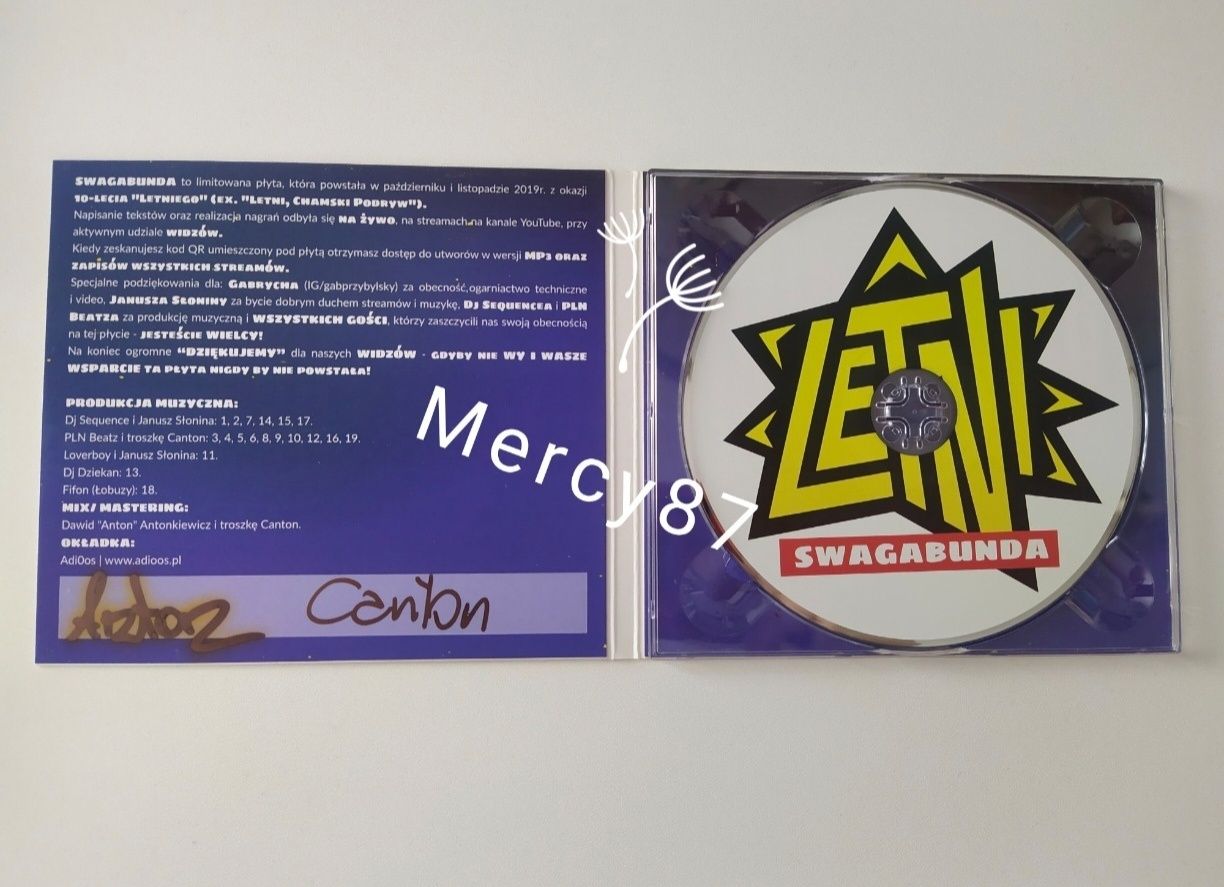 SWAGABUNDA to limitowana płyta, która powstała w październiku i listopadzie 2019r. z okazji
10-LECIA "LETNIEGO" (EX. "LETNI, CHAMSKI PODRYW").
Napisanie tekstów oraz realizacja nagrań odbyła się NA ŻYWO, na streamach na kanale YouTube, przy
aktywnym udziale WIDZÓW.
Kiedy zeskanujesz kod QR umieszczony pod płytą otrzymasz dostęp do utworów w wersji MP3 ORAZ
ZAPISÓW WSZYSTKICH STREAMÓW.
Specjalne podziękowania dla: GABRYCHA (IG/gabprzybylsky) za obecność,ogarniactwo techniczne
i video, JANUSZA SŁONINY za bycie dobrym duchem streamów i muzykę, DJ SEQUENCEA i PLN
BEATZA za produkcję muzyczną i WSZYSTKICH GOŚCI, którzy zaszczycili nas swoją obecnością
na tej płycie - JESTEŚCIE WIELCY!
Na koniec ogromne "DZIĘKUJEMY" dla naszych WIDZÓW - GDYBY NIE WY I WASZE
WSPARCIE TA PŁYTA NIGDY BY NIE POWSTAŁA!
PRODUKCJA MUZYCZNA:
Dj Sequence i Janusz Słonina: 1, 2, 7, 14, 15, 17.
PLN Beatz i troszkę Canton: 3, 4, 5, 6, 8, 9, 10, 12, 16, 19.
Loverboy i Janusz Słonina: 11.
Dj Dziekan: 13.
Fifon (Łobuzy): 18.
MIX/ MASTERING:
Dawid "Anton" Antonkiewicz i troszkę Canton.
OKŁADKA:
Adi0os | www.adioos.pl
Anton
Canton
Mercy87
LETNI
SWAGABUNDA